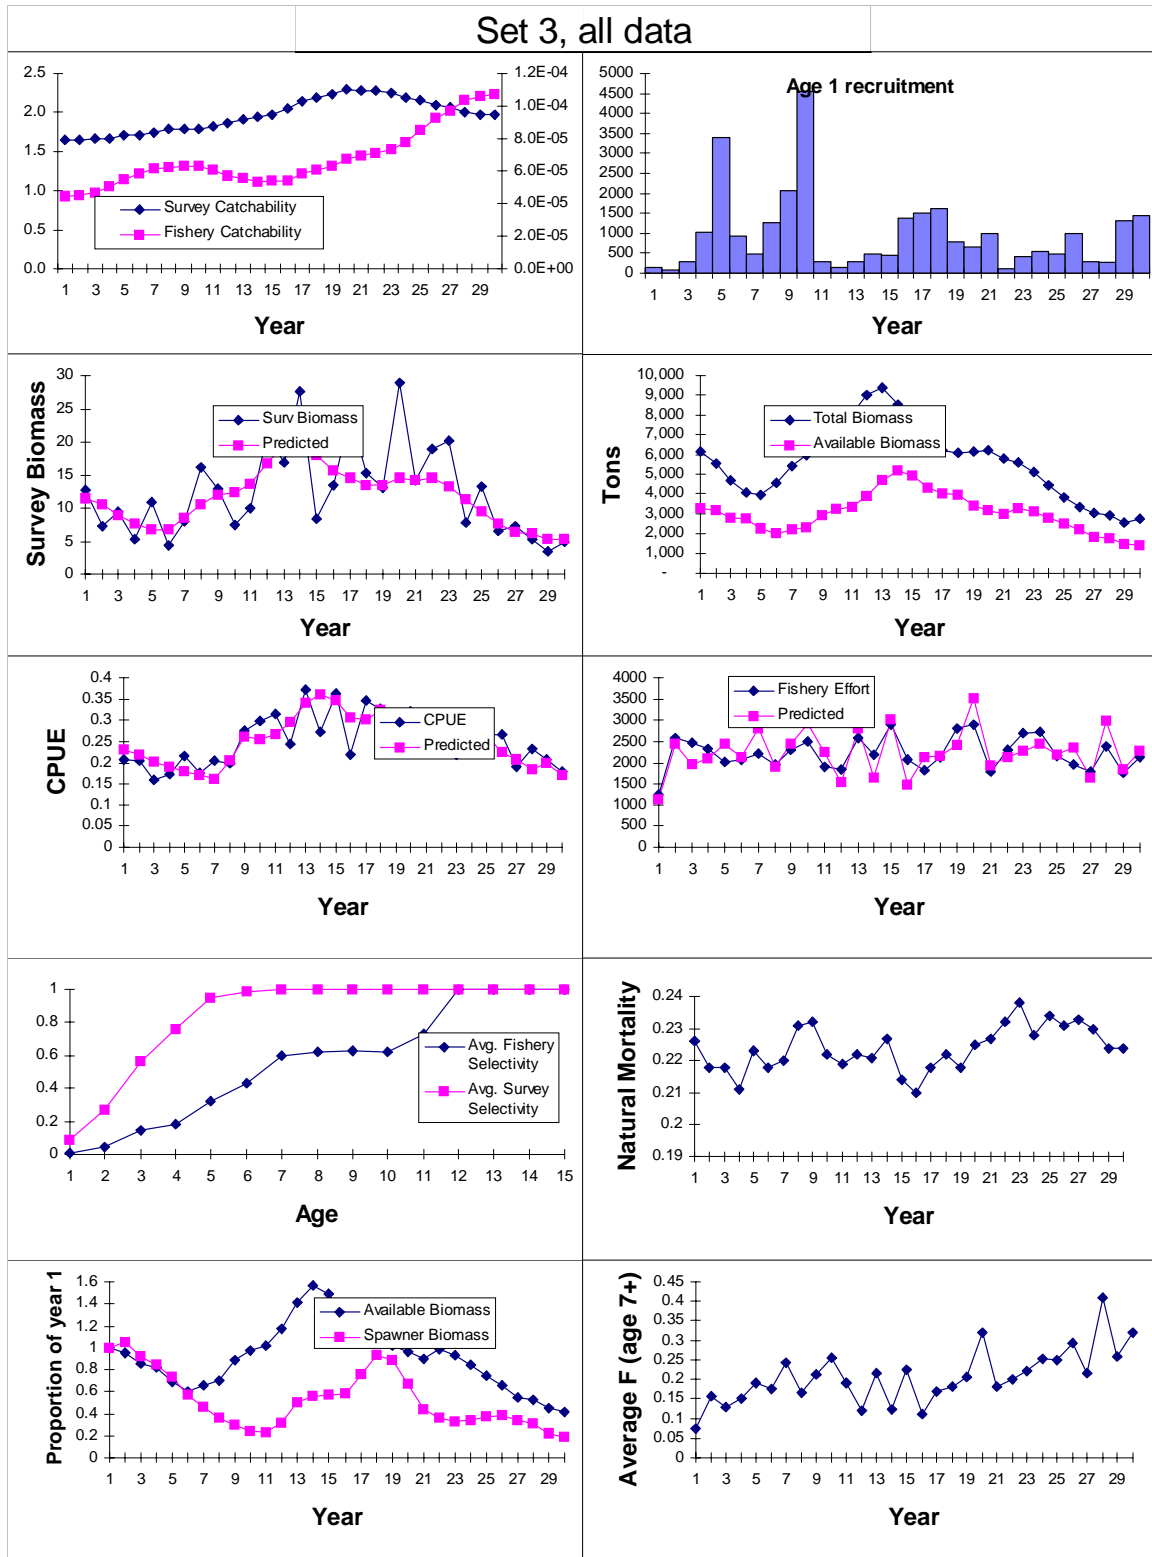 Set 3, all data
2.5
2.0
1.5
1.0
0.5
0.0
1.2E-04
1.0E-04
8.0E-05
6.0E-05
4.0E-05
2.0E-05
0.0E+00
Survey Catchability
Fishery Catchability
1 3 5 7 9 11 13 15 17 19 21 23 25 27 29
Year
Age 1 recruitment
5000
4500
4000
3500
3000
2500
2000
1500
1000
500
0
1 3 5 7 9 11 13 15 17 19 21 23 25 27 29
Year
Survey Biomass
30
25
20
15
10
5
0
Surv Biomass
Predicted
1 3 5 7 9 11 13 15 17 19 21 23 25 27 29
Year
Tons
10,000
9,000
8,000
7,000
6,000
5,000
4,000
3,000
2,000
1,000
-
Total Biomass
Available Biomass
1 3 5 7 9 11 13 15 17 19 21 23 25 27 29
Year
CPUE
0.4
0.35
0.3
0.25
0.2
0.15
0.1
0.05
0
CPUE
Predicted
1 3 5 7 9 11 13 15 17 19 21 23 25 27 29
Year
4000
3500
3000
2500
2000
1500
1000
500
0
Fishery Effort
Predicted
1 3 5 7 9 11 13 15 17 19 21 23 25 27 29
Year
1
0.8
0.6
0.4
0.2
0
Avg. Fishery
Selectivity
Avg. Survey
Selectivity
1 2 3 4 5 6 7 8 9 10 11 12 13 14 15
Age
Natural Mortality
0.24
0.23
0.22
0.21
0.2
0.19
1 3 5 7 9 11 13 15 17 19 21 23 25 27 29
Year
Proportion of year 1
1.6
1.4
1.2
1
0.8
0.6
0.4
0.2
0
Available Biomass
Spawner Biomass
1 3 5 7 9 11 13 15 17 19 21 23 25 27 29
Year
Average F (age 7+)
0.45
0.4
0.35
0.3
0.25
0.2
0.15
0.1
0.05
0
1 3 5 7 9 11 13 15 17 19 21 23 25 27 29
Year